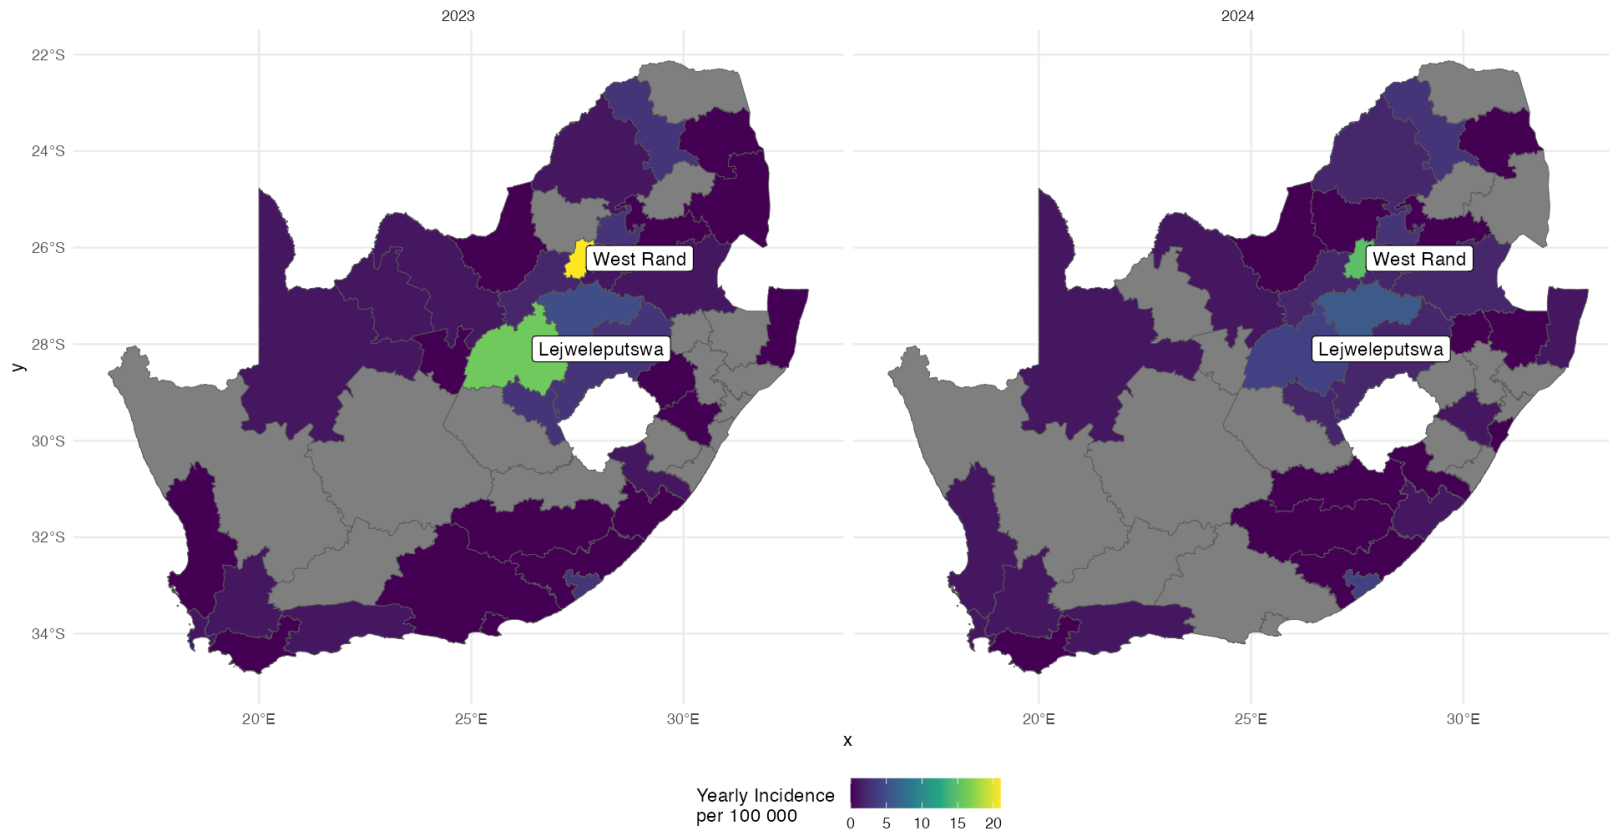 2023
2024
22°S
24°S
26°S
28°S
30°S
32°S
34°S
y
West Rand
West Rand
Lejweleputswa
Lejweleputswa
20°E
25°E
30°E
20°E
25°E
30°E
x
Yearly Incidence
per 100 000
0
5
10
15
20